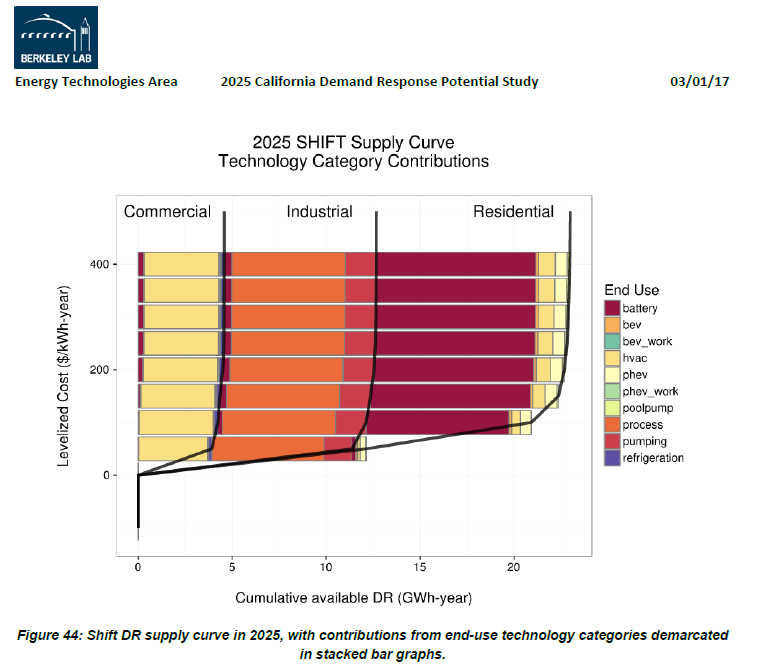 BERKELEY LAB
Energy Technologies Area 2025 California Demand Response Potential Study 03/01/17
2025 SHIFT Supply Curve
Technology Category Contributions
Commercial Industrial Residential
400
200
0
Levelized Cost ($/kWh-year)
0 5 10 15 20
Cumulative available DR (GWh-year)
End Use
battery
bev
bev_work
hvac
phev
phev_work
poolpump
process
pumping
refrigeration
Figure 44: Shift DR supply curve in 2025, with contributions from end-use technology categories demarcated
in stacked bar graphs.